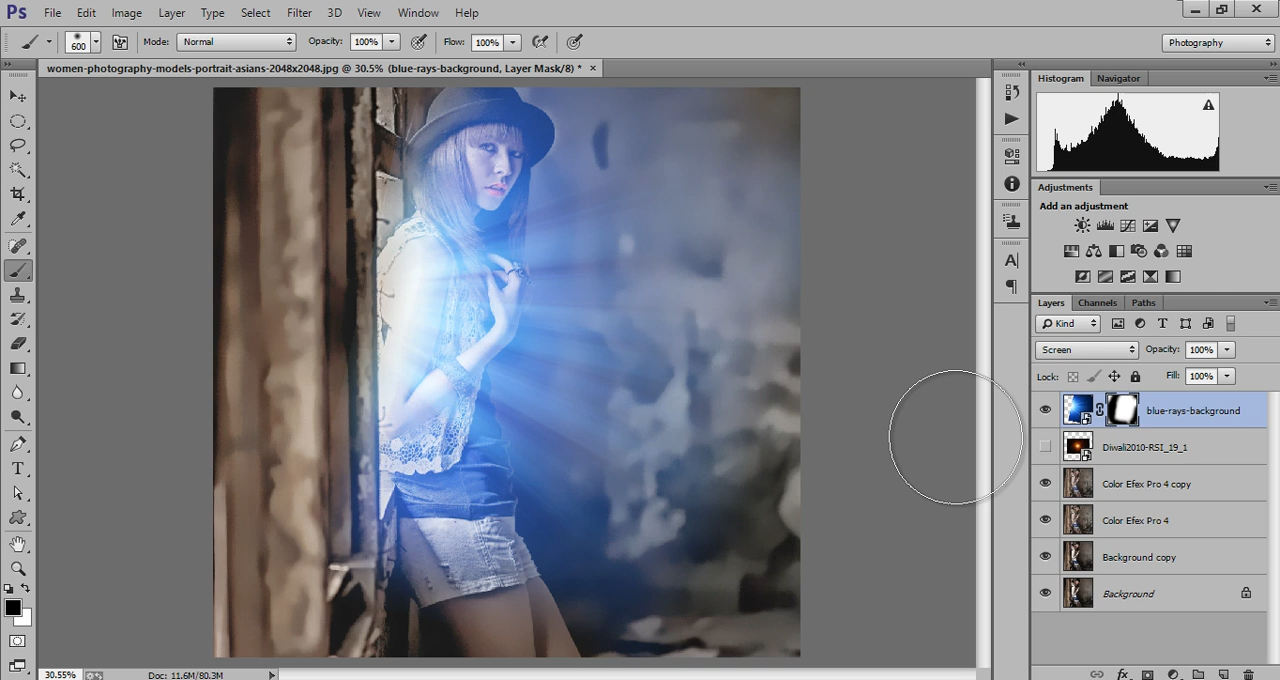 Ps File Edit Image Layer Type Select Filter 3D View Window Help
600 Mode: Normal Opacity: 100% Flow: 100% Photography
women-photography-models-portrait-asians-2048x2048.jpg @ 30.5% (blue-rays-background, Layer Mask/8) * ×
Histogram Navigator
Adjustments
Add an adjustment
Layers Channels Paths
Kind
Screen Opacity: 100%
Lock: Fill: 100%
blue-rays-background
Diwali2010-RSI_19_1
Color Efex Pro 4 copy
Color Efex Pro 4
Background copy
Background
30.55% Doc: 11.6M/80.3M